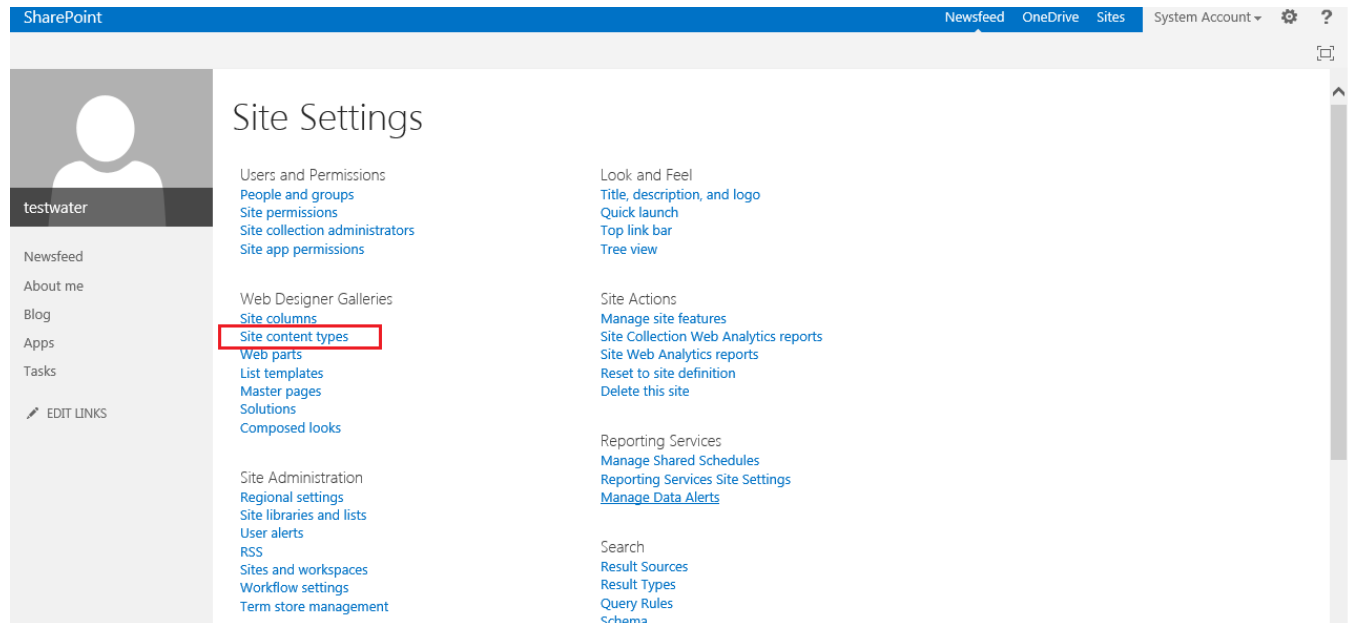 SharePoint
Newsfeed OneDrive Sites System Account ?
testwater
Newsfeed
About me
Blog
Apps
Tasks
EDIT LINKS
Site Settings
Users and Permissions
People and groups
Site permissions
Site collection administrators
Site app permissions
Web Designer Galleries
Site columns
Site content types
Web parts
List templates
Master pages
Solutions
Composed looks
Site Administration
Regional settings
Site libraries and lists
User alerts
RSS
Sites and workspaces
Workflow settings
Term store management
Look and Feel
Title, description, and logo
Quick launch
Top link bar
Tree view
Site Actions
Manage site features
Site Collection Web Analytics reports
Site Web Analytics reports
Reset to site definition
Delete this site
Reporting Services
Manage Shared Schedules
Reporting Services Site Settings
Manage Data Alerts
Search
Result Sources
Result Types
Query Rules
Schema